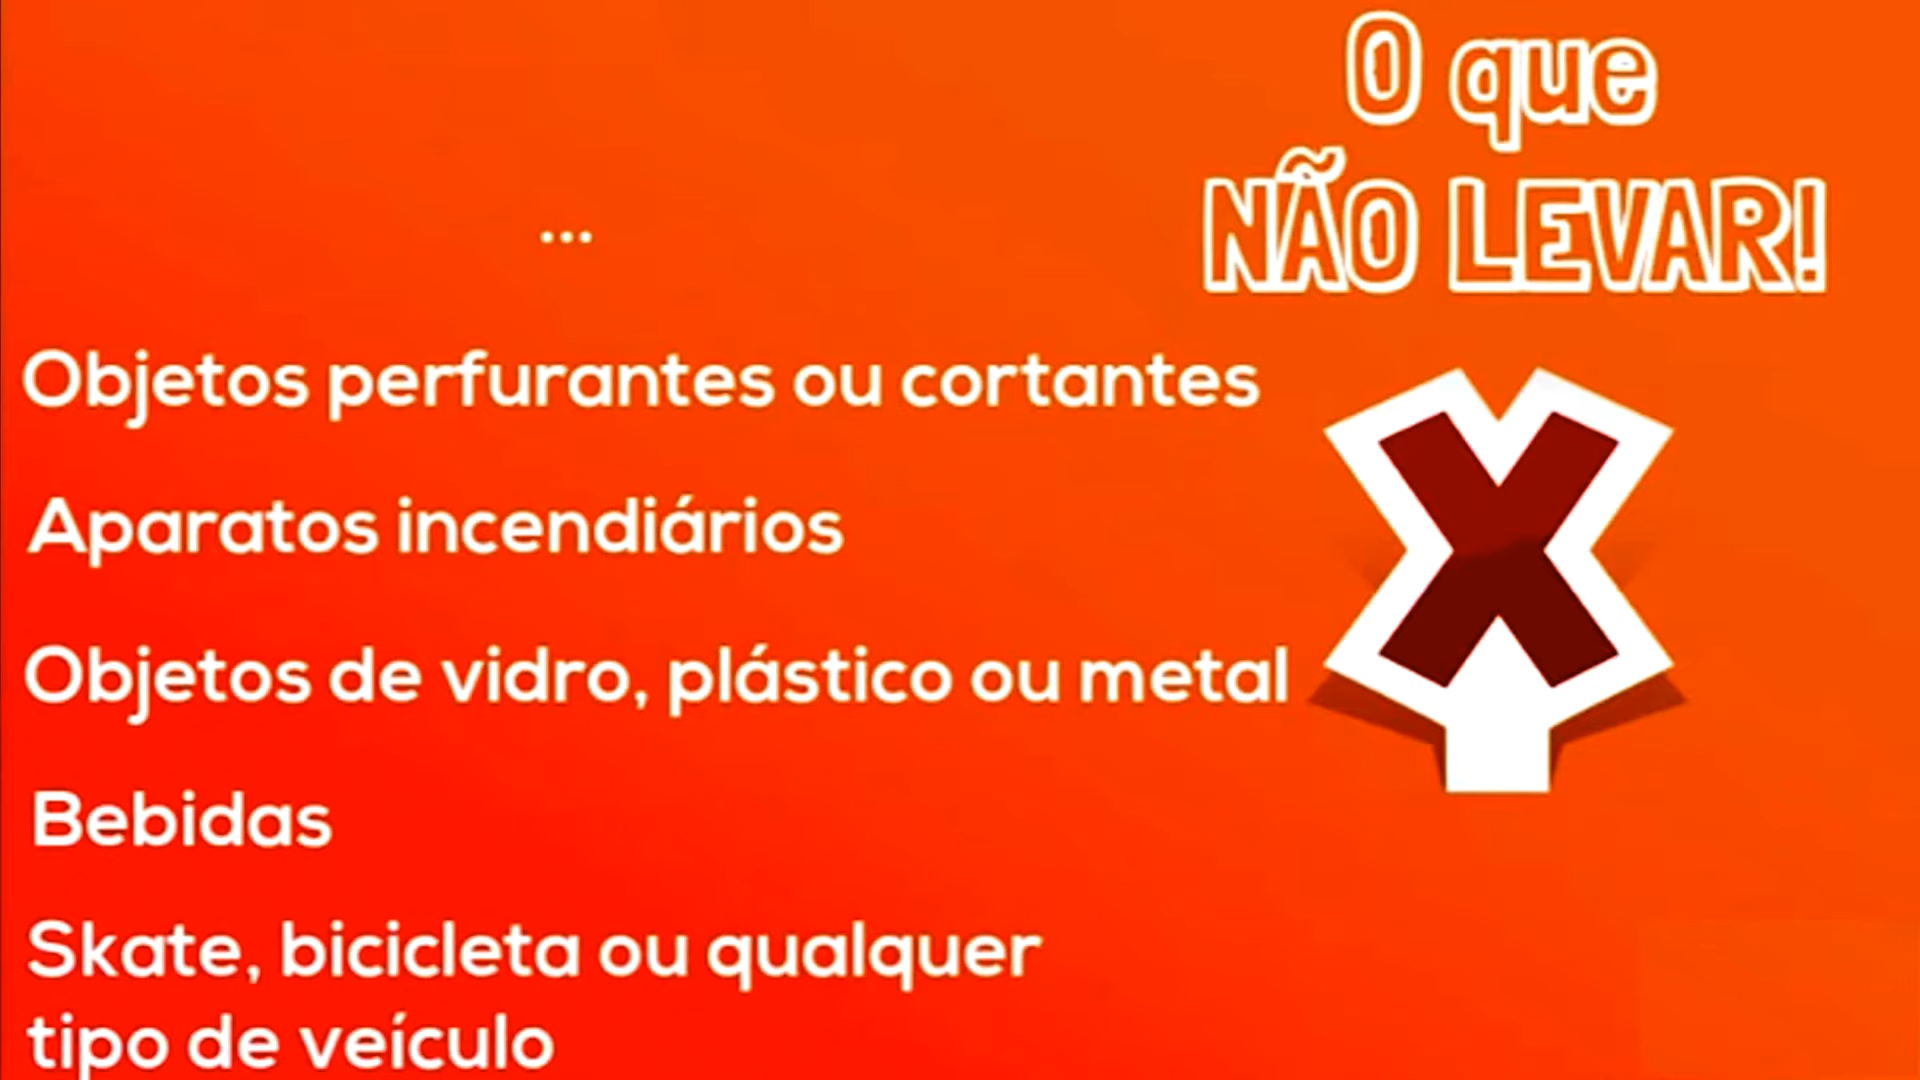 O que
NÃO LEVAR!
...
Objetos perfurantes ou cortantes
Aparatos incendiários
Objetos de vidro, plástico ou metal
Bebidas
Skate, bicicleta ou qualquer
tipo de veículo